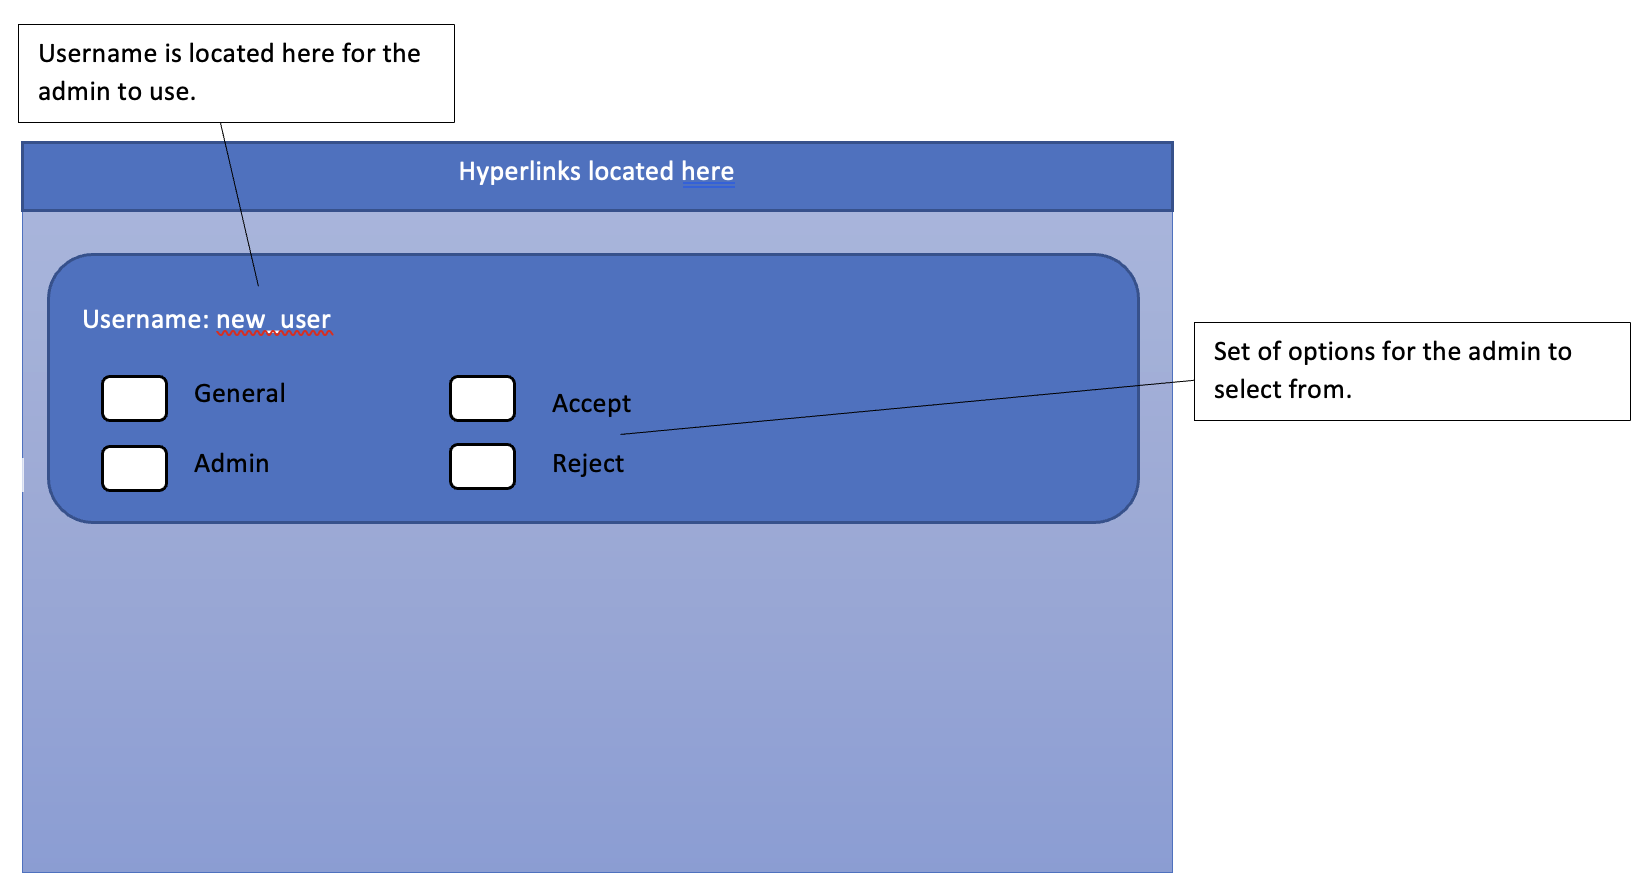 Username is located here for the
admin to use.
Hyperlinks located here
Username: new_user
General
Accept
Admin
Reject
Set of options for the admin to
select from.